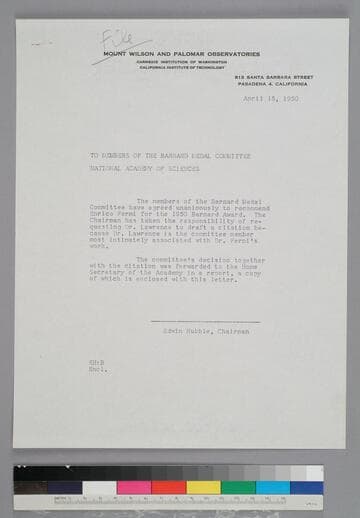 File
MOUNT WILSON AND PALOMAR OBSERVATORIES
CARNEGIE INSTITUTION OF WASHINGTON
CALIFORNIA INSTITUTE OF TECHNOLOGY
813 SANTA BARBARA STREET
PASADENA 4, CALIFORNIA
April 15, 1950
TO MEMBERS OF THE BARNARD MEDAL COMMITTEE
NATIONAL ACADEMY OF SCIENCES
The members of the Barnard Medal
Committee have agreed unanimously to recommend
Enrico Fermi for the 1950 Barnard Award. The
Chairman has taken the responsibility of re-
questing Dr. Lawrence to draft a citation be-
cause Dr. Lawrence is the committee member
most intimately associated with Dr. Fermi's
work.
The committee's decision together
with the citation was forwarded to the Home
Secretary of the Academy in a report, a copy
of which is enclosed with this letter.
Edwin Hubble, Chairman
EH:B
Encl.